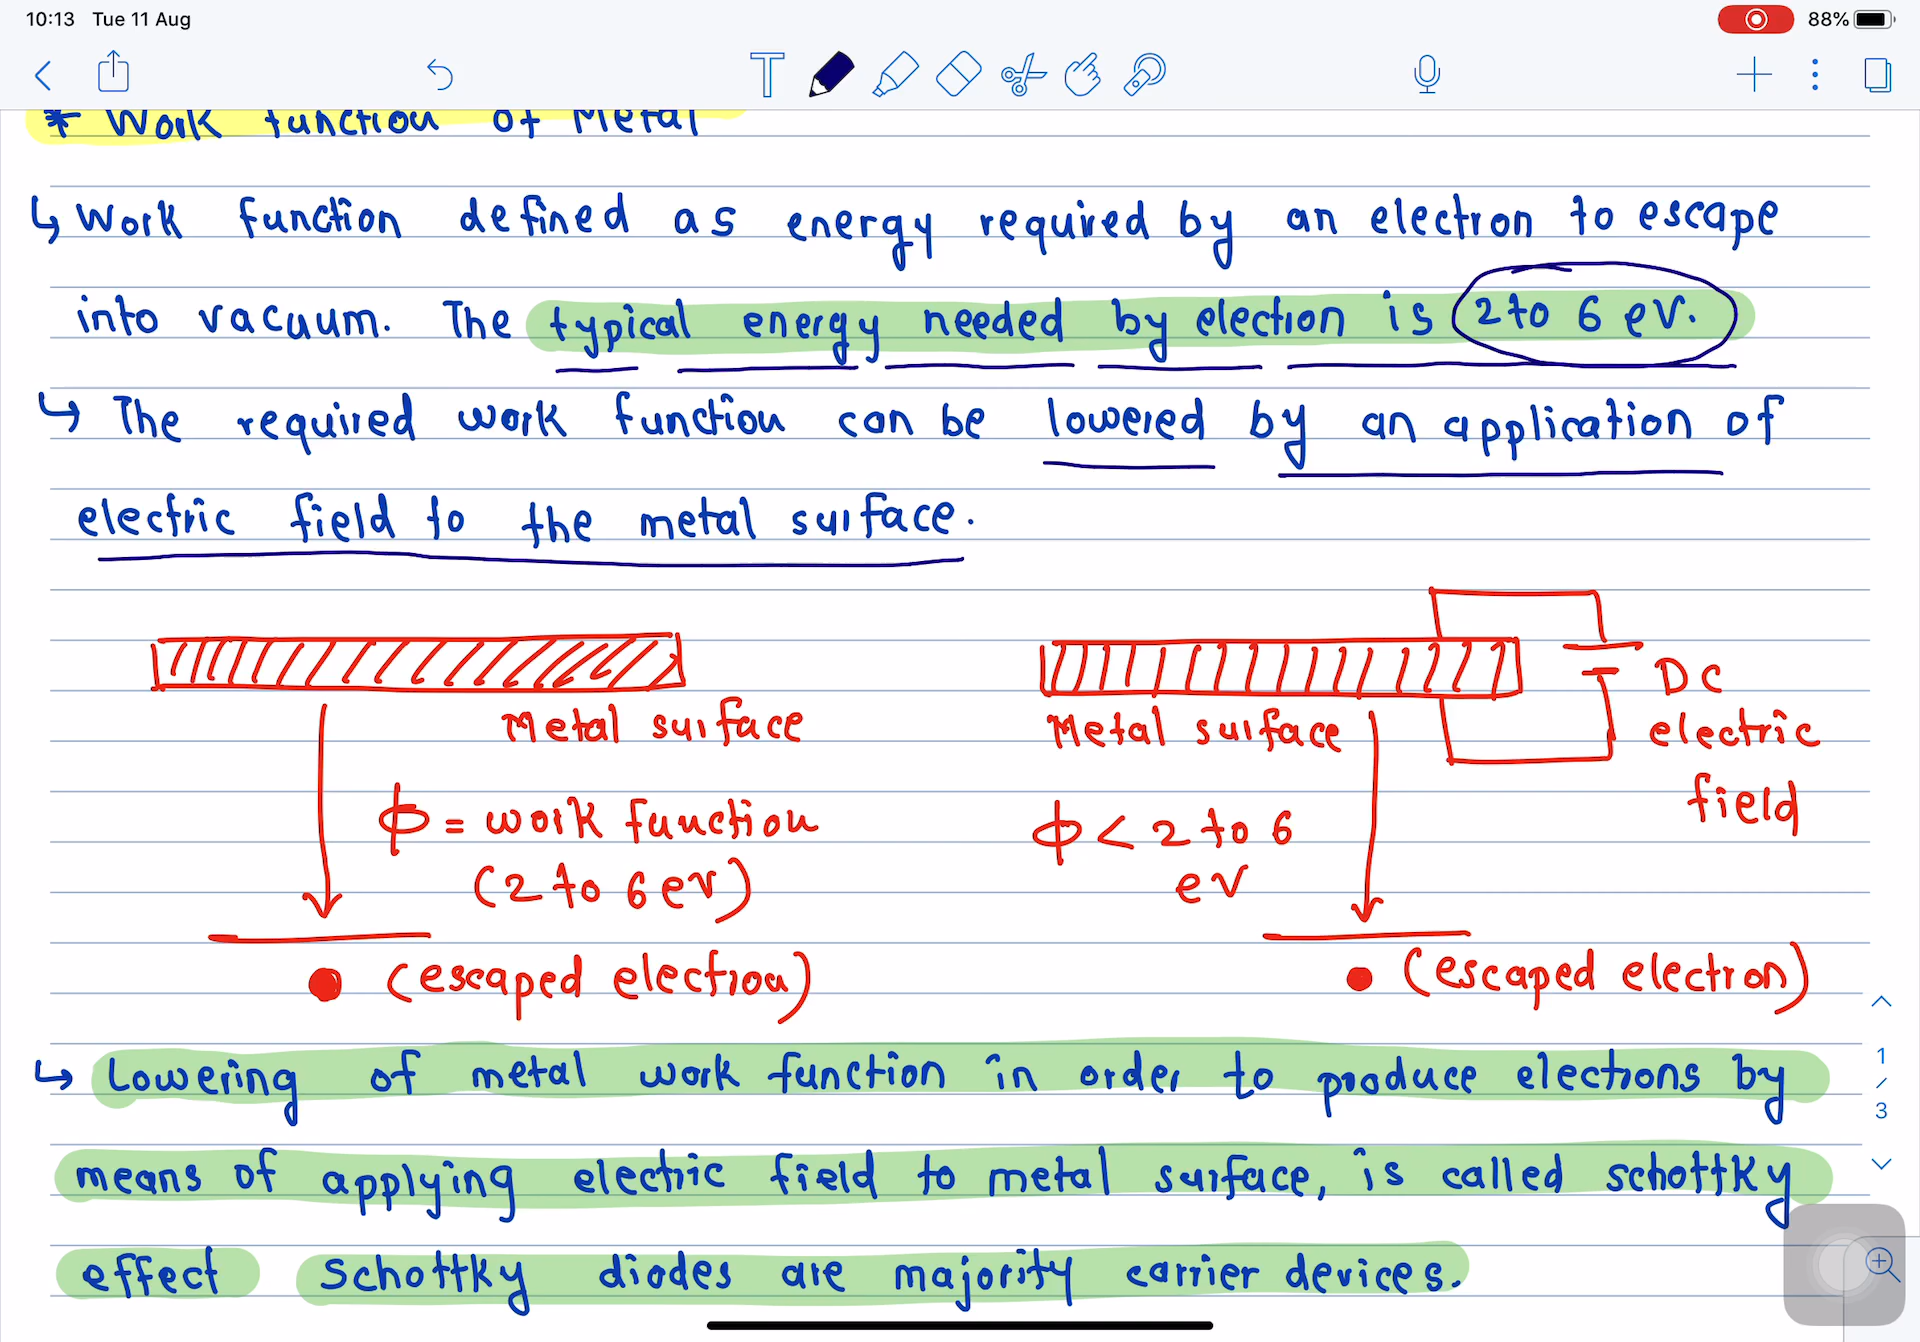 10:13 Tue 11 Aug
88%
* Work function of Metal
↳ Work function defined as energy required by an electron to escape
into vacuum. The typical energy needed by electron is 2 to 6 eV.
↳ The required work function can be lowered by an application of
electric field to the metal surface.
Metal surface
ϕ = work function
(2 to 6 eV)
(escaped electron)
Metal surface
DC
electric
field
ϕ < 2 to 6
eV
(escaped electron)
↳ Lowering of metal work function in order to produce electrons by
means of applying electric field to metal surface, is called schottky
effect Schottky diodes are majority carrier devices.
1
/
3